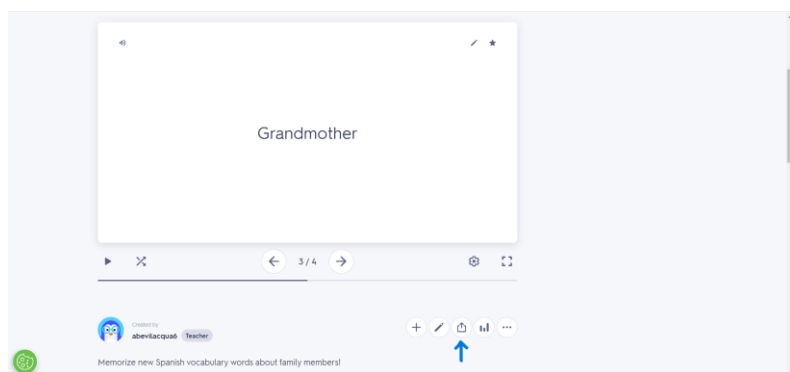 Grandmother
3 / 4
Created by
abevilacqua6 Teacher
Memorize new Spanish vocabulary words about family members!